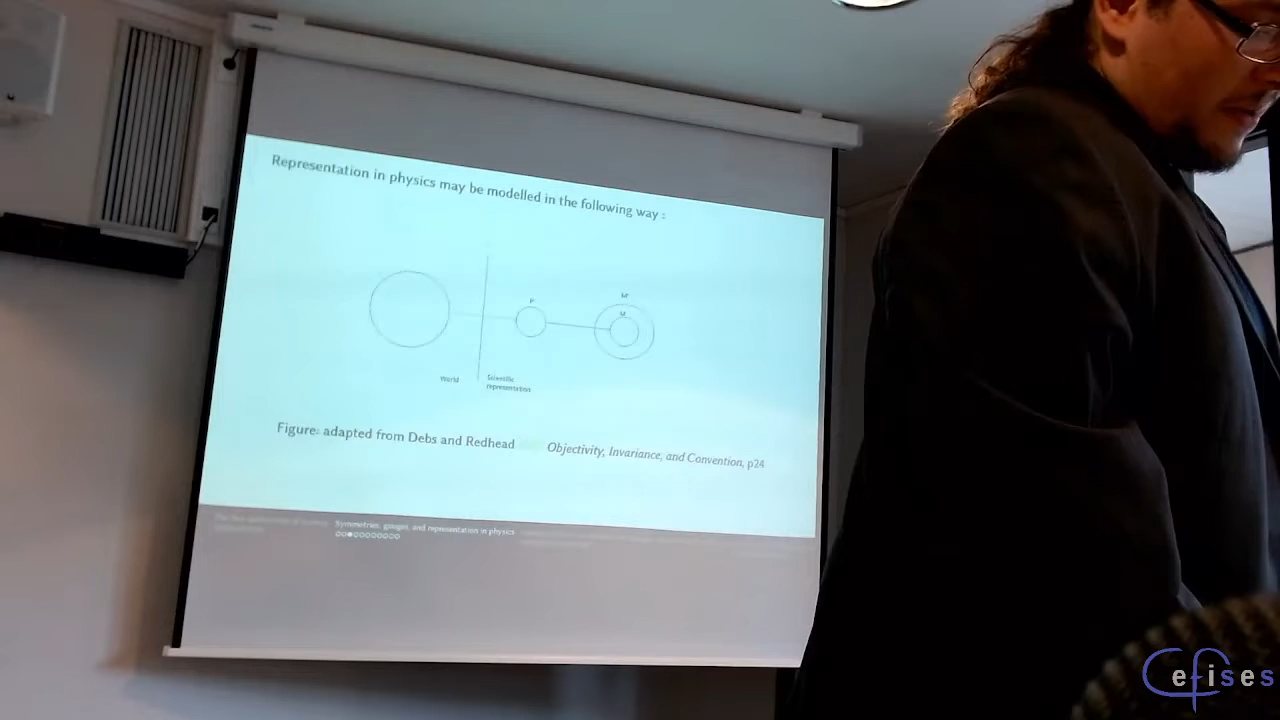 Representation in physics may be modelled in the following way :
P
M'
M
World
Scientific
representation
Figure: adapted from Debs and Redhead Objectivity, Invariance, and Convention, p24
Symmetries, gauges, and representation in physics
Cefises